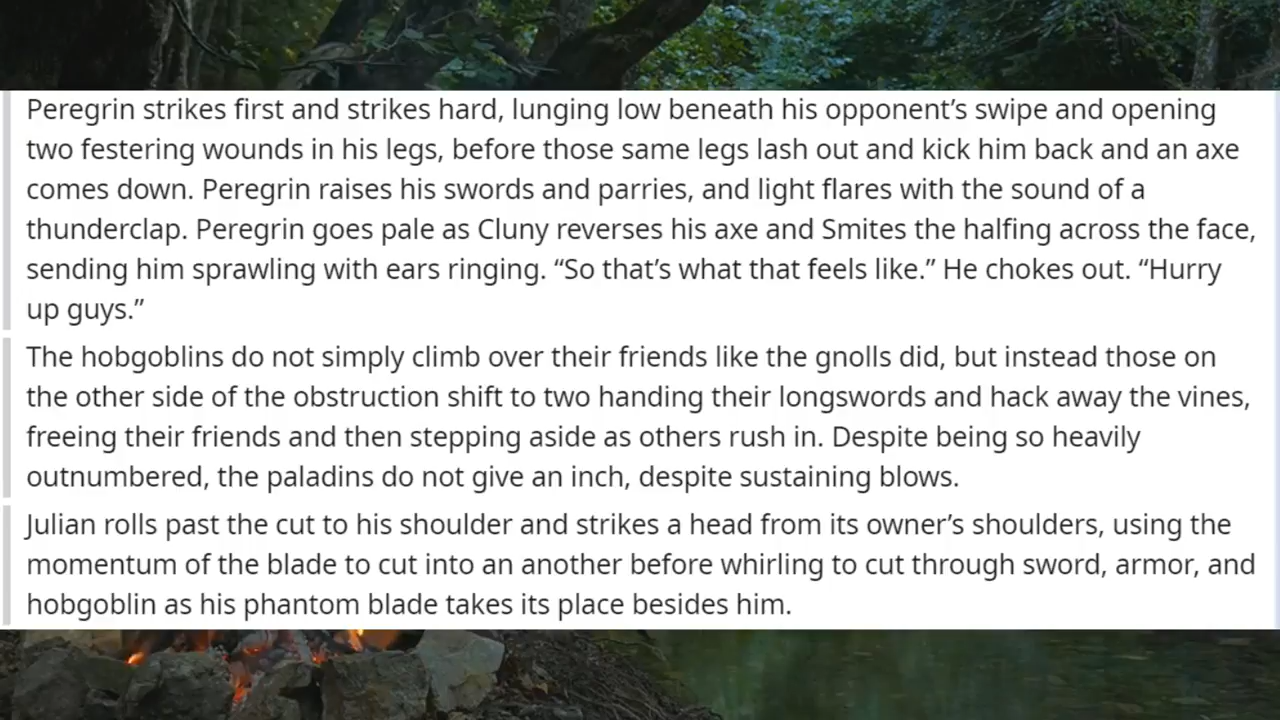 Peregrin strikes first and strikes hard, lunging low beneath his opponent’s swipe and opening
two festering wounds in his legs, before those same legs lash out and kick him back and an axe
comes down. Peregrin raises his swords and parries, and light flares with the sound of a
thunderclap. Peregrin goes pale as Cluny reverses his axe and Smites the halfing across the face,
sending him sprawling with ears ringing. “So that’s what that feels like.” He chokes out. “Hurry
up guys.”
The hobgoblins do not simply climb over their friends like the gnolls did, but instead those on
the other side of the obstruction shift to two handing their longswords and hack away the vines,
freeing their friends and then stepping aside as others rush in. Despite being so heavily
outnumbered, the paladins do not give an inch, despite sustaining blows.
Julian rolls past the cut to his shoulder and strikes a head from its owner’s shoulders, using the
momentum of the blade to cut into an another before whirling to cut through sword, armor, and
hobgoblin as his phantom blade takes its place besides him.